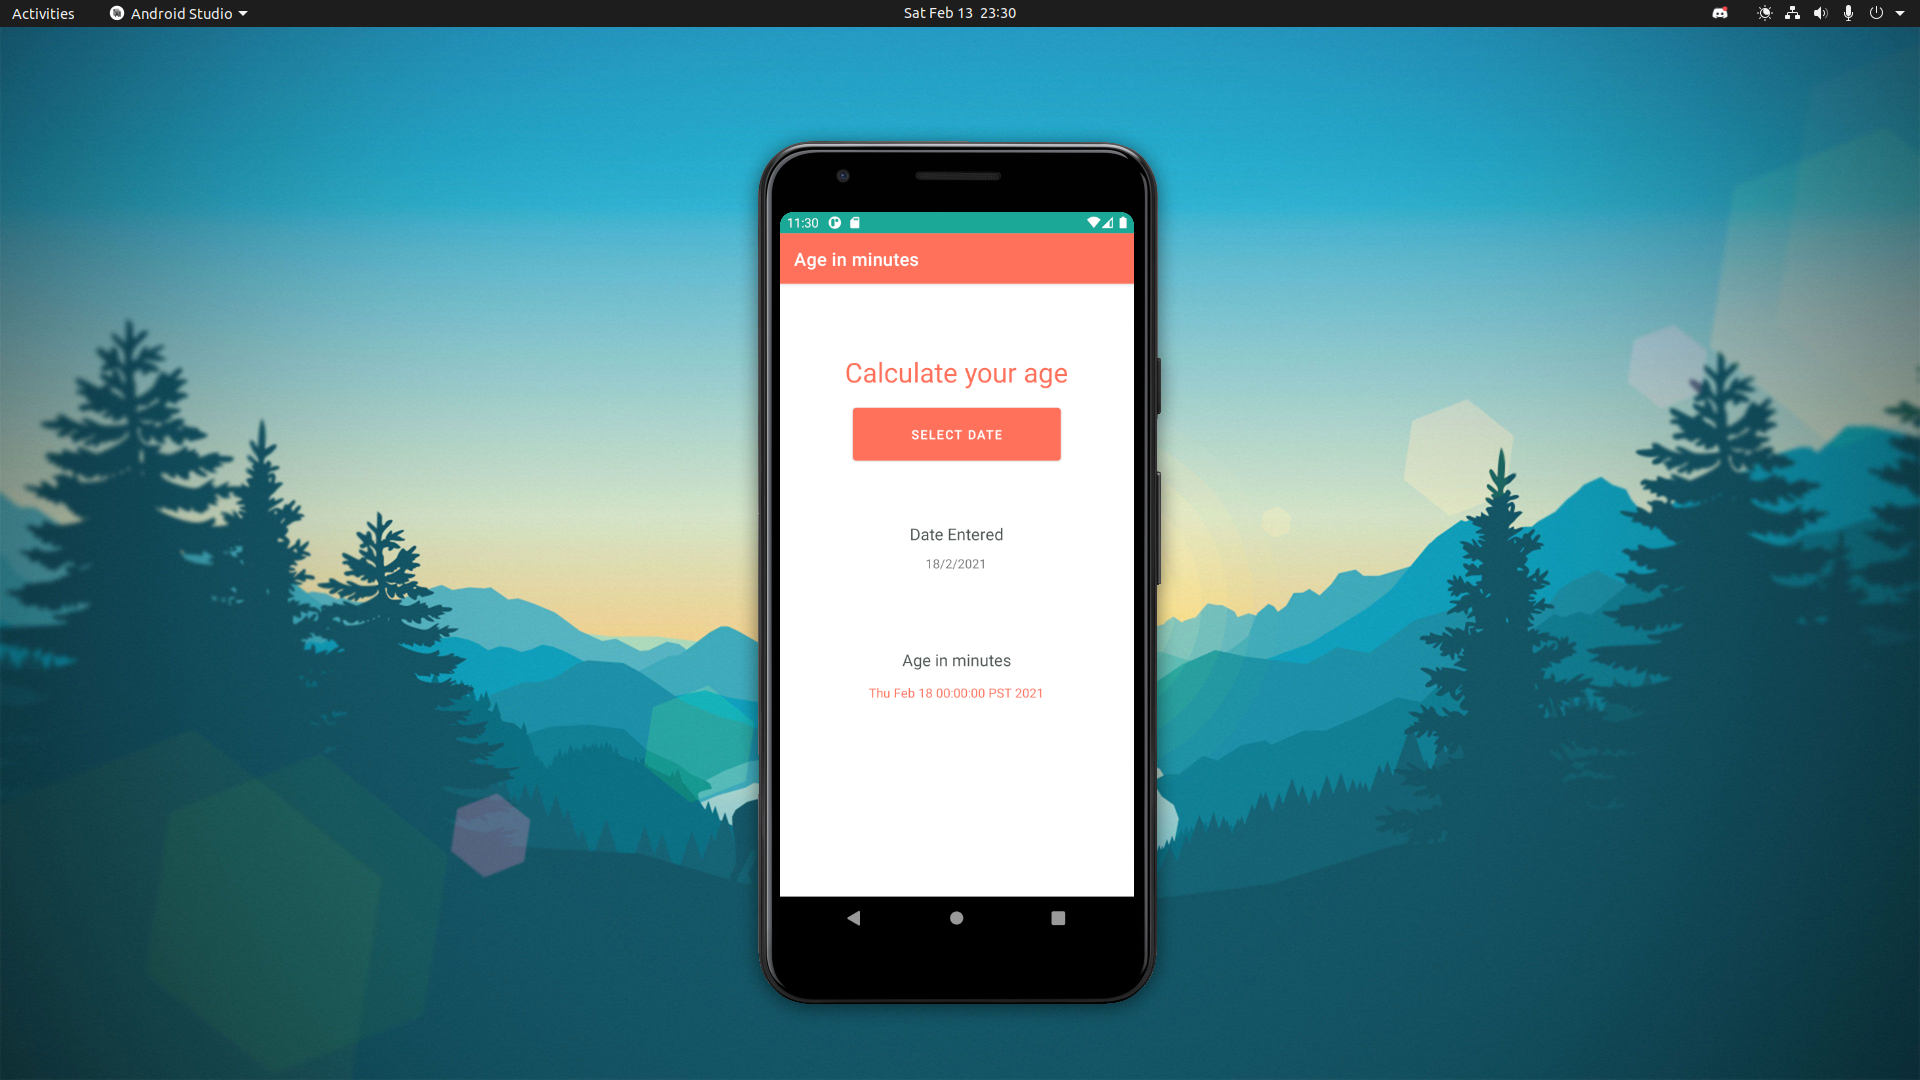 Activities
Android Studio
Sat Feb 13 23:30
11:30
Age in minutes
Calculate your age
SELECT DATE
Date Entered
18/2/2021
Age in minutes
Thu Feb 18 00:00:00 PST 2021